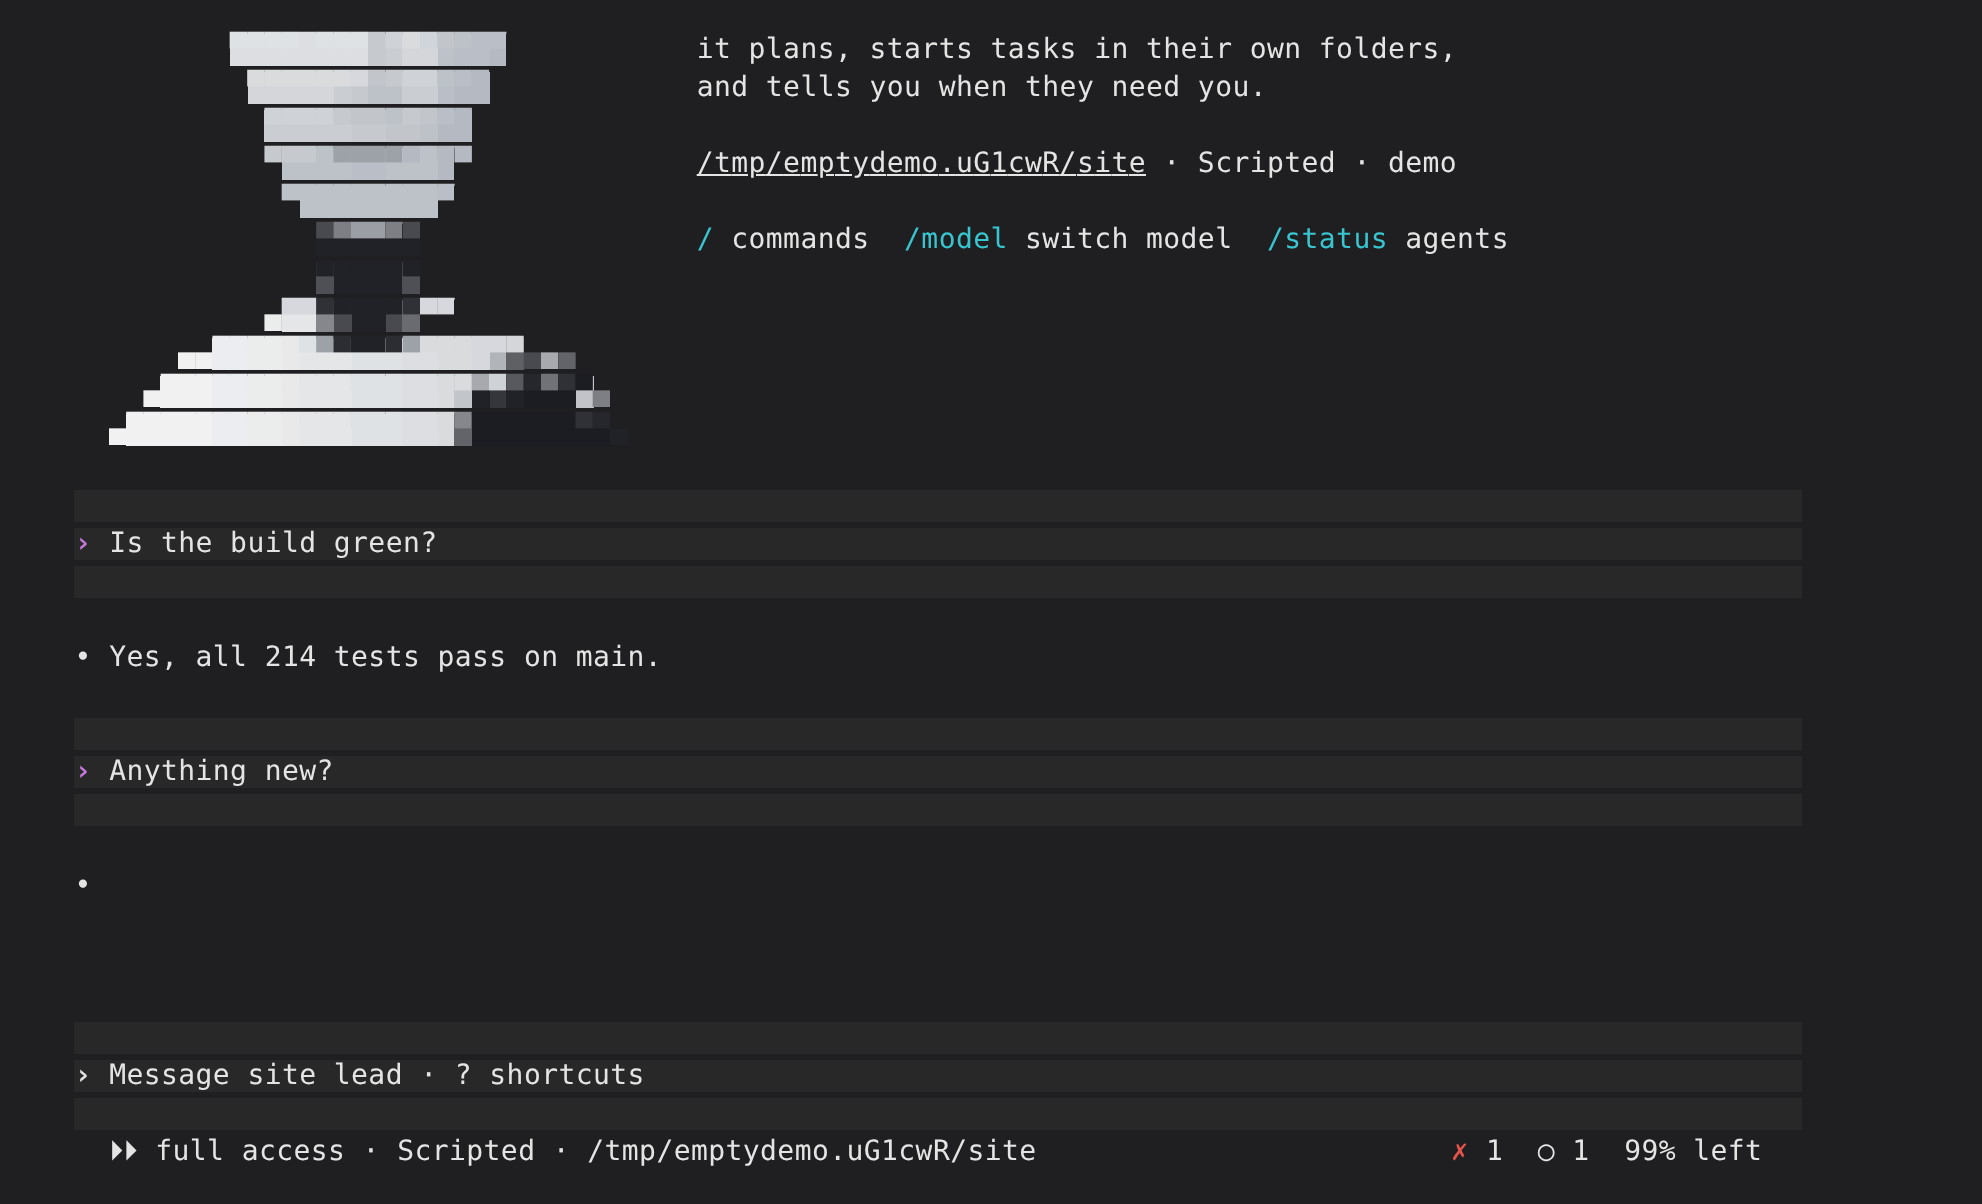 it plans, starts tasks in their own folders,
and tells you when they need you.
/tmp/emptydemo.uG1cwR/site · Scripted · demo
/ commands  /model switch model  /status agents
› Is the build green?
• Yes, all 214 tests pass on main.
› Anything new?
•
› Message site lead · ? shortcuts
⏵⏵ full access · Scripted · /tmp/emptydemo.uG1cwR/site  ✗ 1  ○ 1  99% left